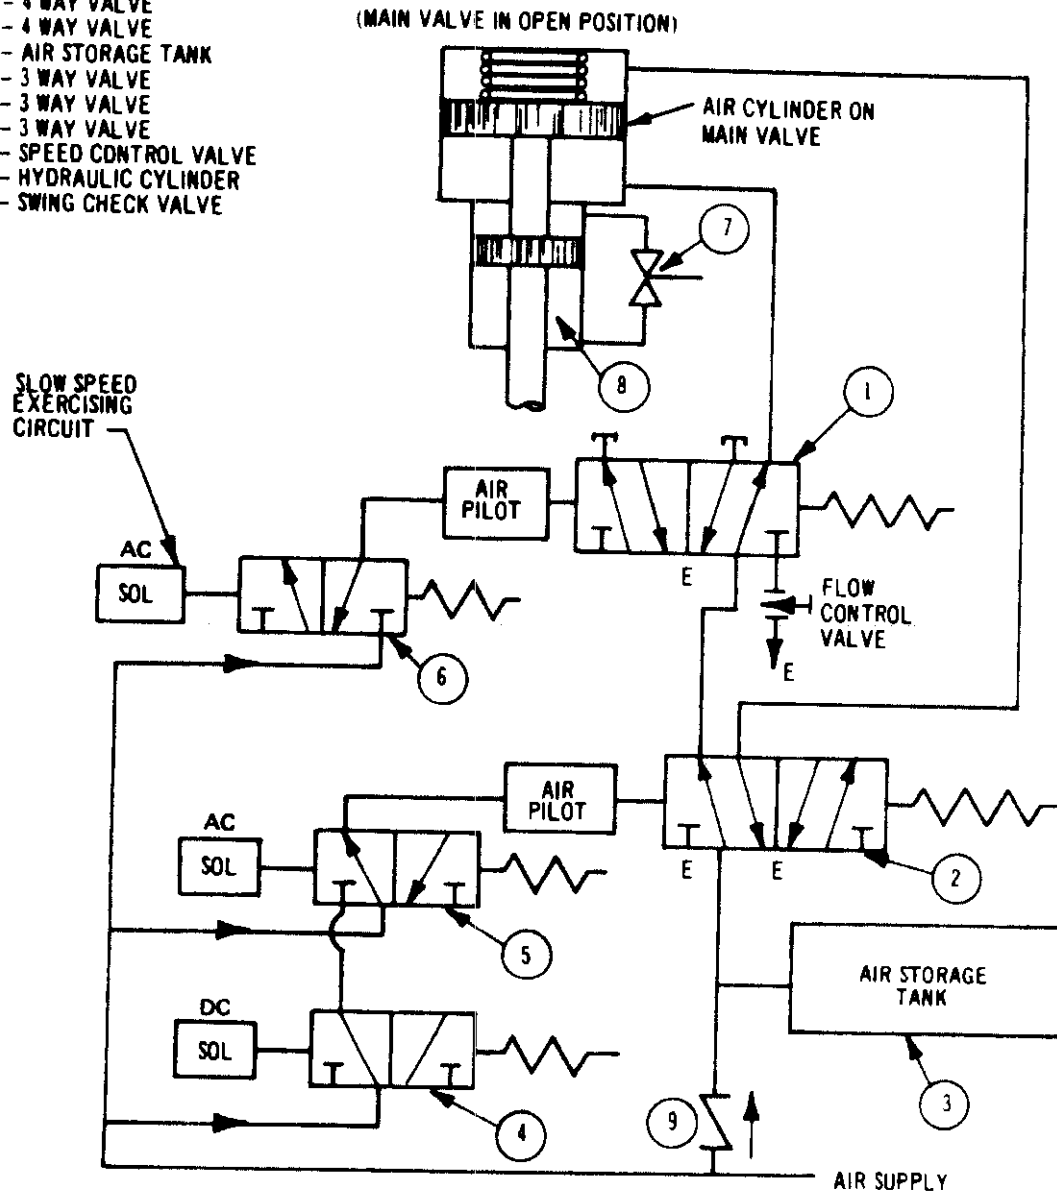 - 4 WAY VALVE
- 4 WAY VALVE
- AIR STORAGE TANK
- 3 WAY VALVE
- 3 WAY VALVE
- 3 WAY VALVE
- SPEED CONTROL VALVE
- HYDRAULIC CYLINDER
- SWING CHECK VALVE
(MAIN VALVE IN OPEN POSITION)
AIR CYLINDER ON
MAIN VALVE
7
8
1
SLOW SPEED
EXERCISING
CIRCUIT
AIR
PILOT
AC
SOL
E
FLOW
CONTROL
VALVE
E
6
AIR
PILOT
AC
SOL
E
E
2
5
AIR STORAGE
TANK
DC
SOL
3
9
4
AIR SUPPLY